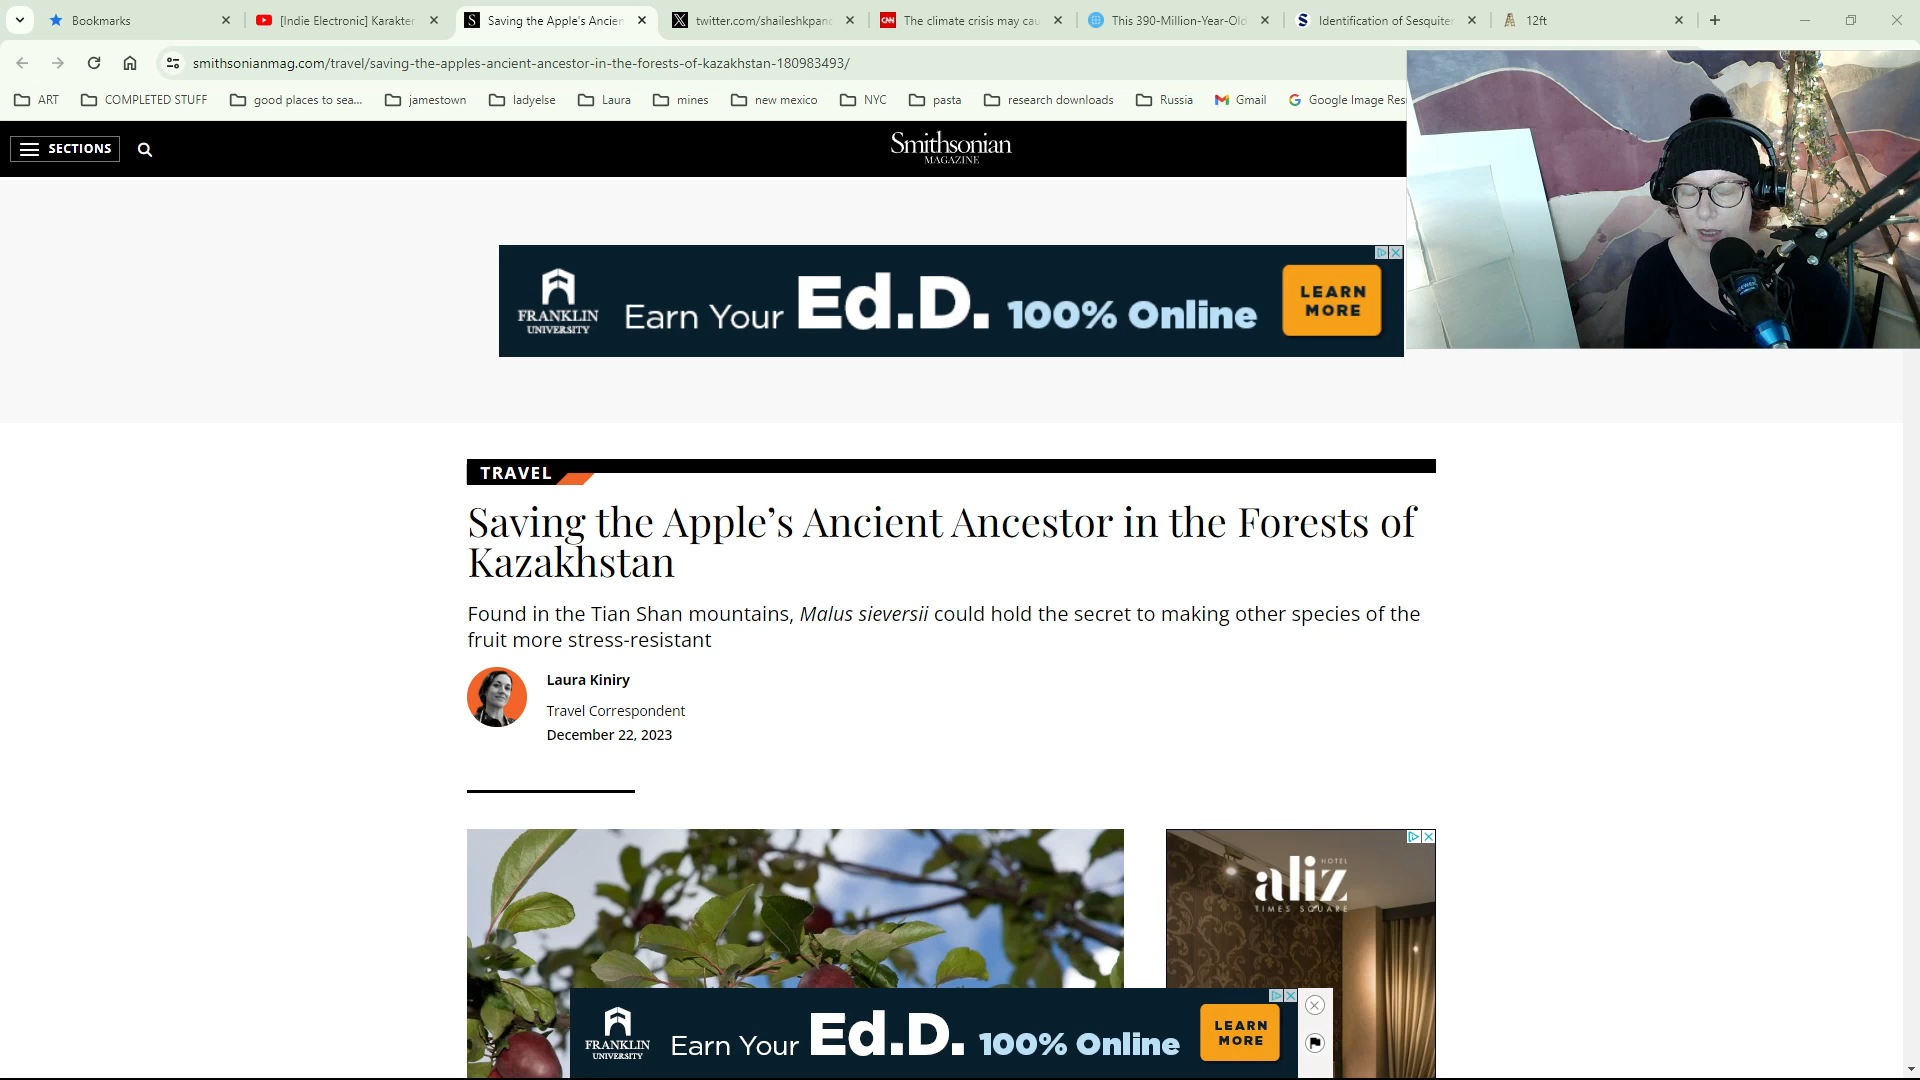 Bookmarks
[Indie Electronic] Karakter
Saving the Apple's Ancien
twitter.com/shaileshkpand
The climate crisis may cau
This 390-Million-Year-Old
Identification of Sesquiter
12ft
smithsonianmag.com/travel/saving-the-apples-ancient-ancestor-in-the-forests-of-kazakhstan-180983493/
ART
COMPLETED STUFF
good places to sea...
jamestown
ladyelse
Laura
mines
new mexico
NYC
pasta
research downloads
Russia
Gmail
Google Image Res
SECTIONS
Smithsonian
MAGAZINE
FRANKLIN
UNIVERSITY
Earn Your Ed.D. 100% Online
LEARN
MORE
TRAVEL
Saving the Apple’s Ancient Ancestor in the Forests of
Kazakhstan
Found in the Tian Shan mountains, Malus sieversii could hold the secret to making other species of the
fruit more stress-resistant
Laura Kiniry
Travel Correspondent
December 22, 2023
HOTEL
aliz
TIMES SQUARE
FRANKLIN
UNIVERSITY
Earn Your Ed.D. 100% Online
LEARN
MORE